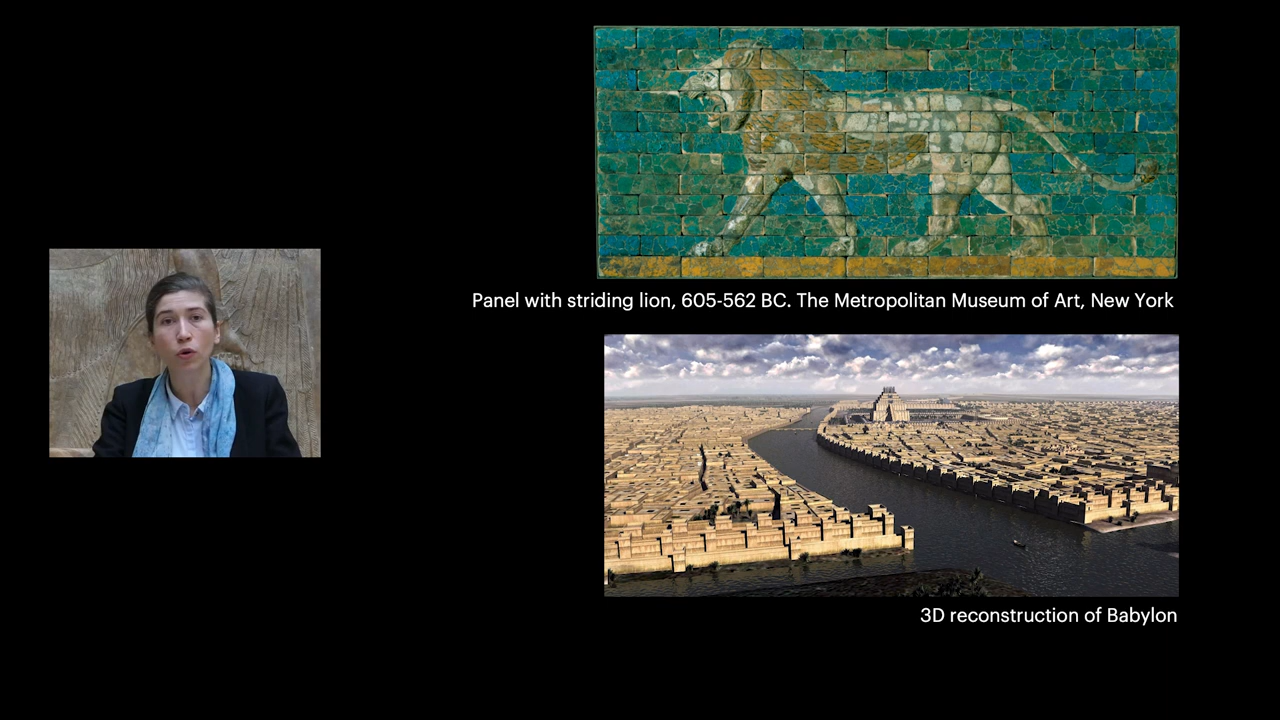 Panel with striding lion, 605-562 BC. The Metropolitan Museum of Art, New York
3D reconstruction of Babylon